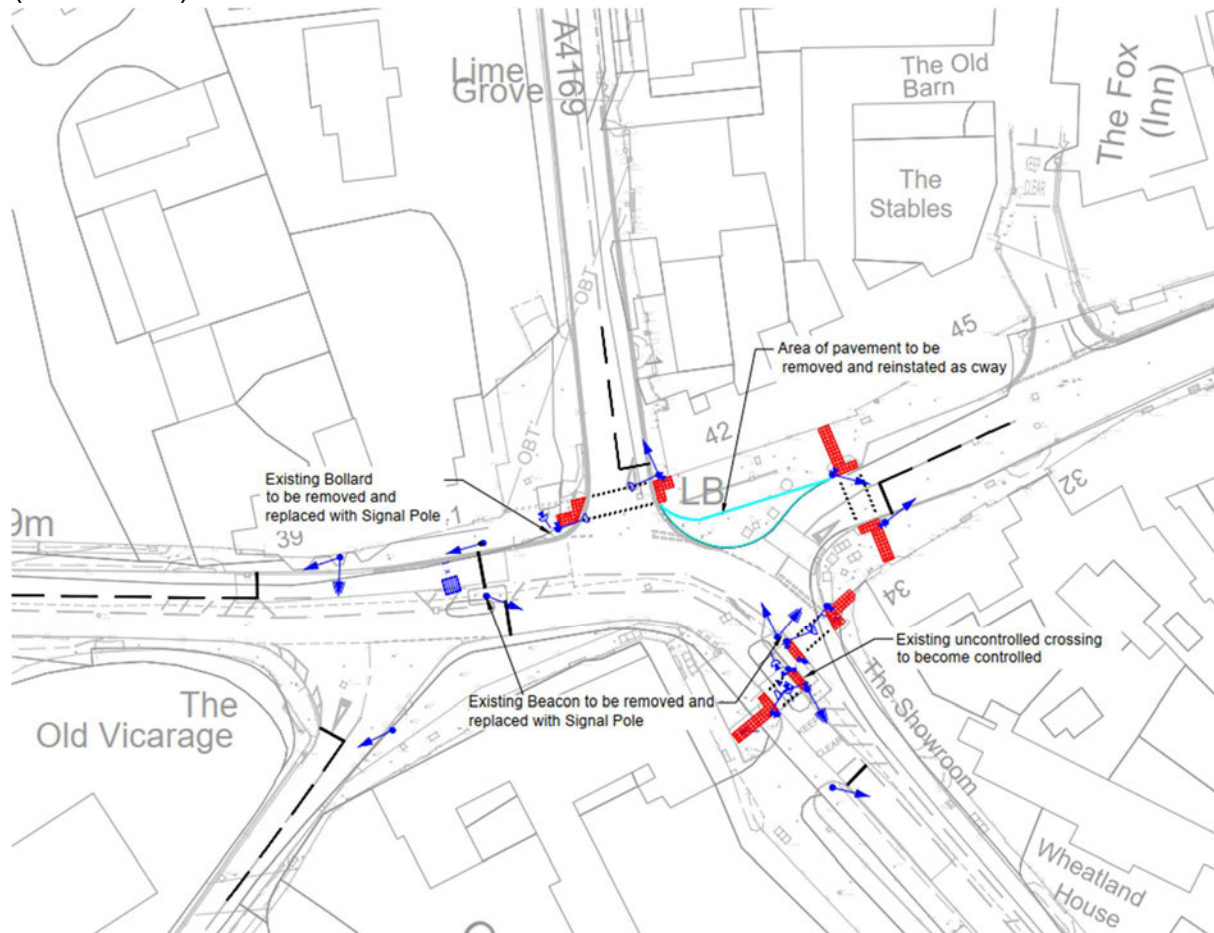 A4169
Lime
Grove
The Old
Barn
The Fox
(Inn)
KEEP
CLEAR
The
Stables
OBT
45
Area of pavement to be
removed and reinstated as cway
42
OBT
32
Existing Bollard
to be removed and
replaced with Signal Pole
LB
9m
39
34
Existing uncontrolled crossing
to become controlled
The
Old Vicarage
Existing Beacon to be removed and
replaced with Signal Pole
KEEP
CLEAR
The Showroom
Wheatland
House